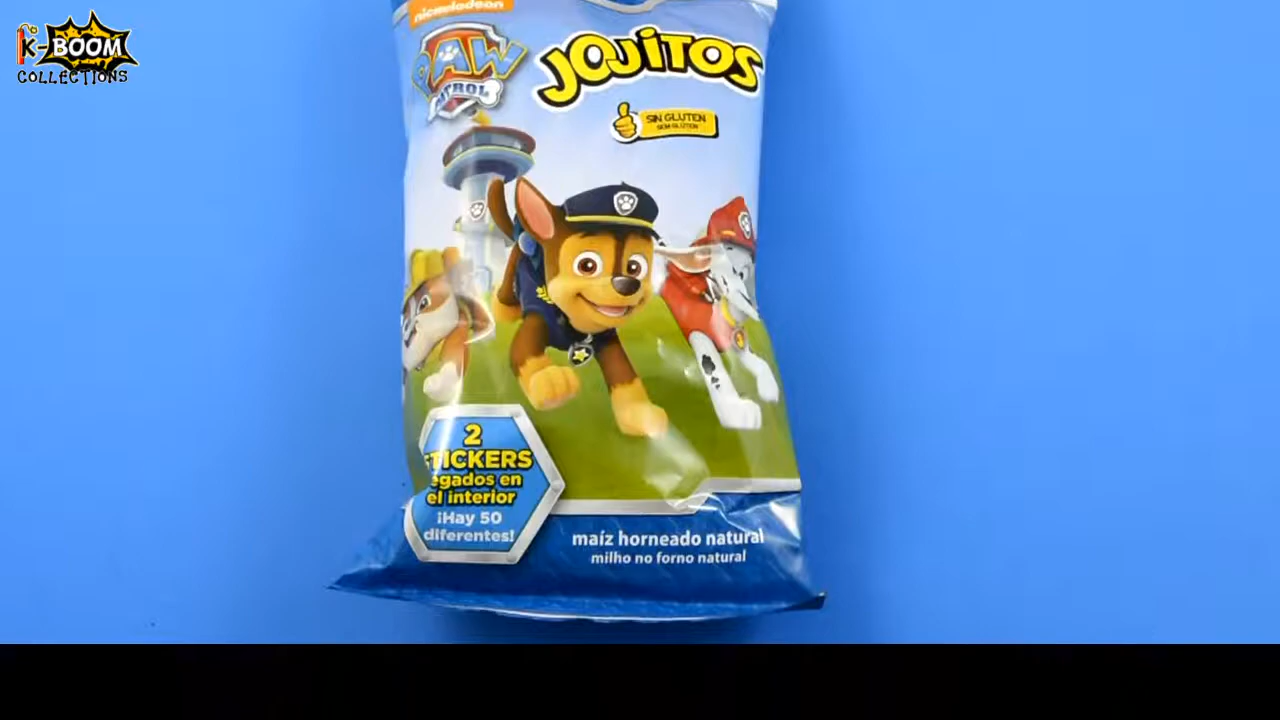 K-BOOM
COLLECTIONS
nickelodeon
PAW
PATROL
JOJITOS
SIN GLUTEN
SEM GLÚTEN
2
STICKERS
egados en
el interior
¡Hay 50
diferentes!
maíz horneado natural
milho no forno natural